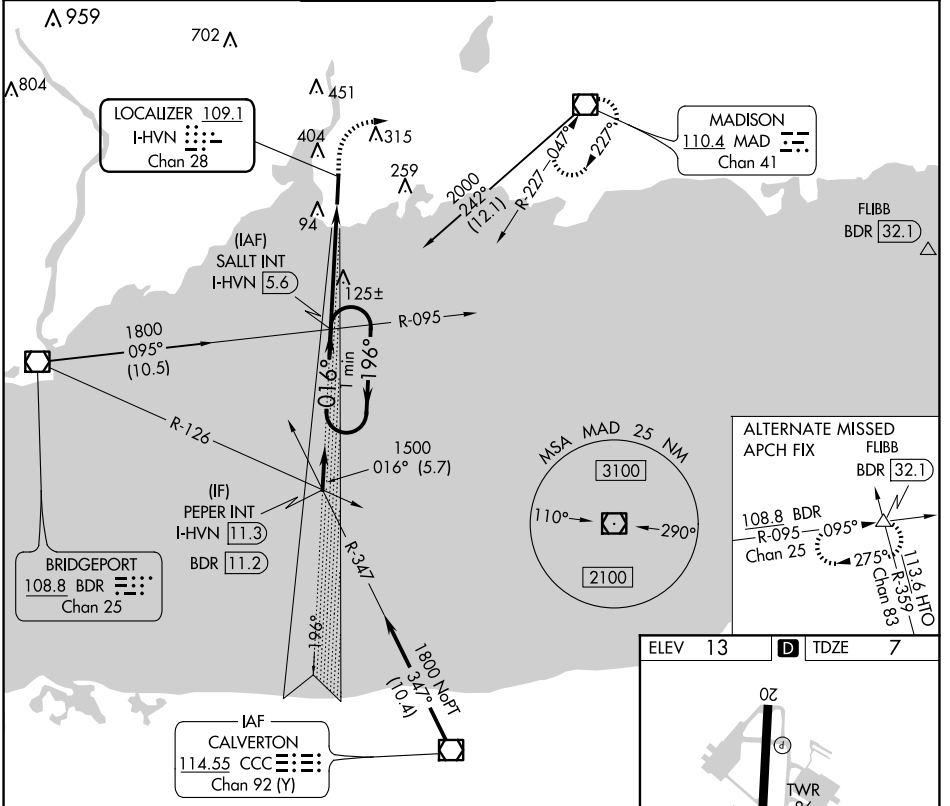 959
702
804
451
LOCALIZER 109.1
I-HVN
Chan 28
404
315
259
94
MADISON
110.4 MAD
Chan 41
2000
242°
(12.1)
R-227
047°
227°
FLIBB
BDR 32.1
(IAF)
SALLT INT
I-HVN 5.6
125±
1800
095°
(10.5)
R-095
016°
1 min
196°
R-126
1500
016° (5.7)
(IF)
PEPER INT
I-HVN 11.3
BDR 11.2
R-347
BRIDGEPORT
108.8 BDR
Chan 25
196°
1800 NoPT
347°
(10.4)
IAF
CALVERTON
114.55 CCC
Chan 92 (Y)
MSA MAD 25 NM
3100
110°
290°
2100
ALTERNATE MISSED
APCH FIX
FLIBB
BDR 32.1
108.8 BDR
R-095
095°
Chan 25
275°
113.6 HTO
R-359
Chan 83
ELEV 13
D
TDZE 7
20
P
TWR